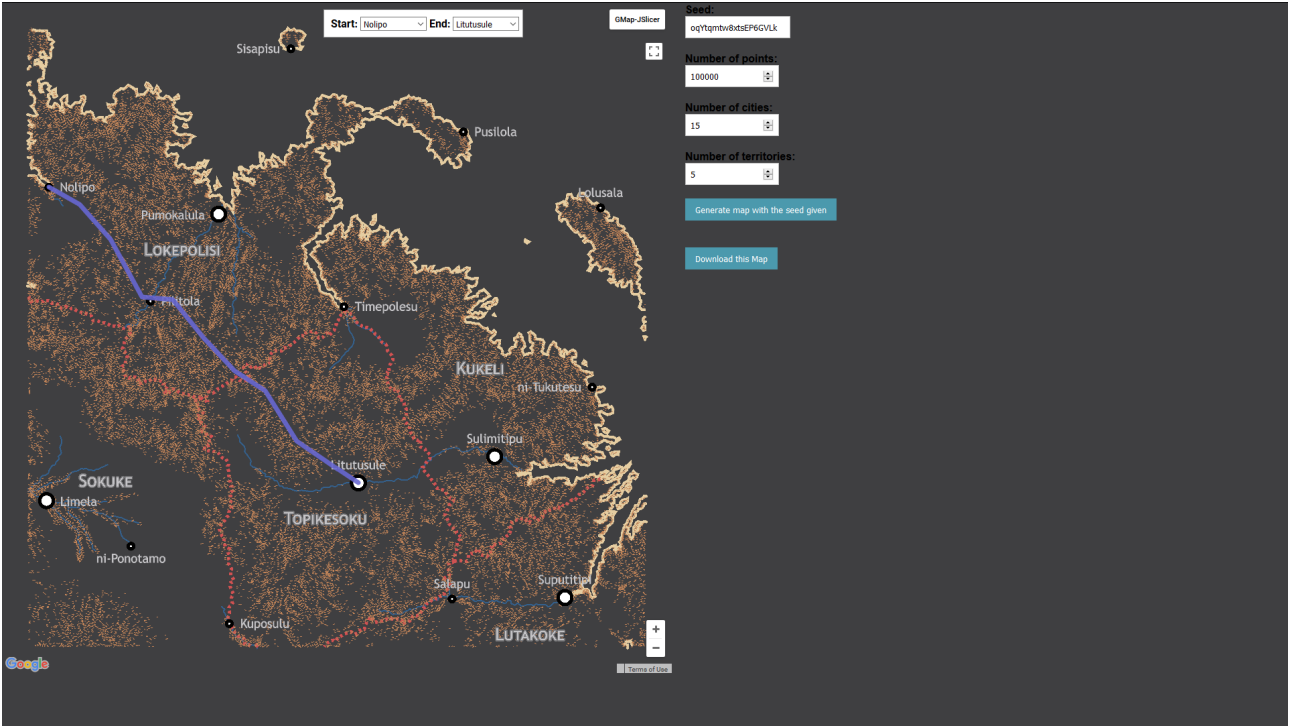 Start: Nolipo End: Litutusule
GMap-JSlicer
Seed:
oqYtqmtw8xtsEP6GVLk
Number of points:
100000
Number of cities:
15
Number of territories:
5
Generate map with the seed given
Download this Map
Sisapisu
Pusilola
Nolipo
Lolusala
Pumokalula
LOKEPOLISI
Timepolesu
KUKELI
ni-Tukutesu
Sulimitipu
Litutusule
SOKUKE
Limela
TOPIKESOKU
ni-Ponotamo
Salapu
Suputitipi
Kuposulu
LUTAKOKE
+
−
Google
Terms of Use